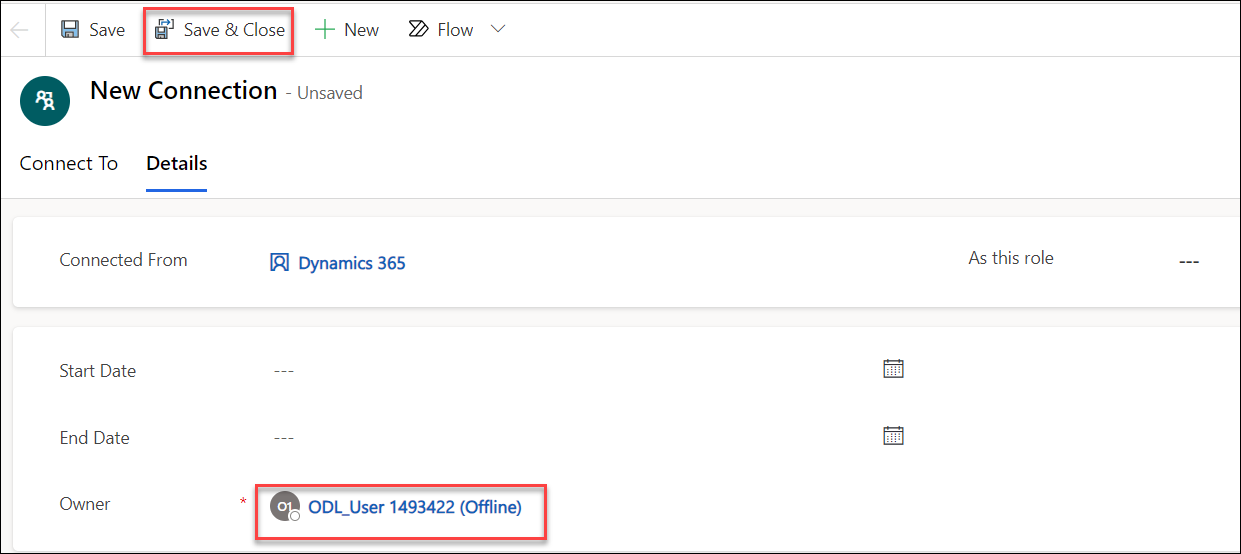 Save Save & Close New Flow
New Connection - Unsaved
Connect To Details
Connected From Dynamics 365 As this role ---
Start Date ---
End Date ---
Owner * O1 ODL_User 1493422 (Offline)